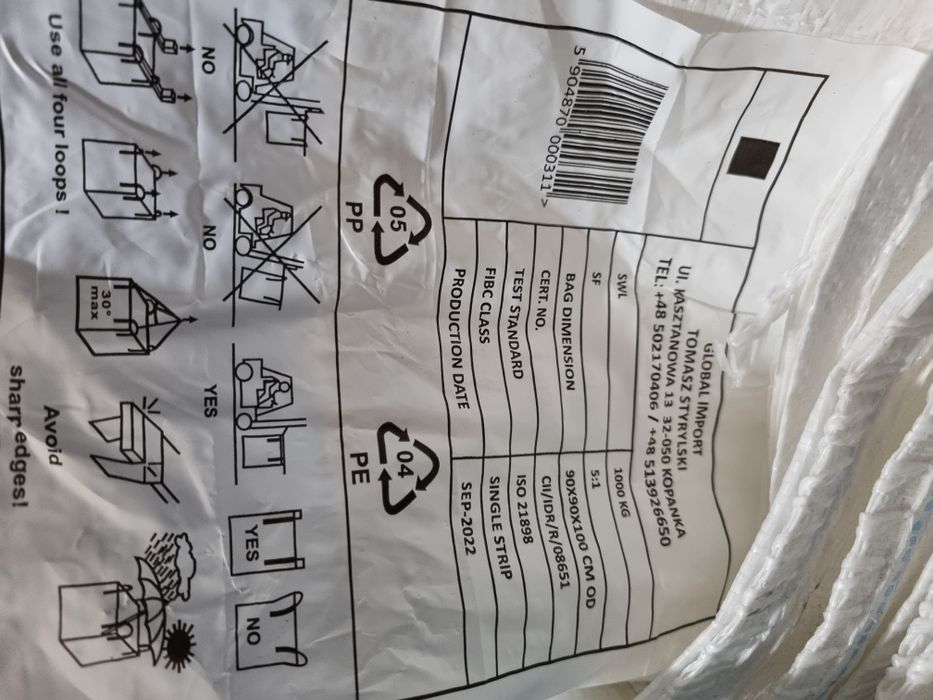 GLOBAL IMPORT
TOMASZ STYRYLSKI
Ul. KASZTANOWA 13 32-050 KOPANKA
TEL: +48 502170406 / +48 513926650
SWL 1000 KG
SF 5:1
BAG DIMENSION 90X90X100 CM OD
CERT. NO. CII/IDR/R/08651
TEST STANDARD ISO 21898
FIBC CLASS SINGLE STRIP
PRODUCTION DATE SEP-2022
5 904870 000311 >
05
PP
04
PE
NO
NO
YES
YES
NO
30°
max
Use all four loops !
Avoid
sharp edges!